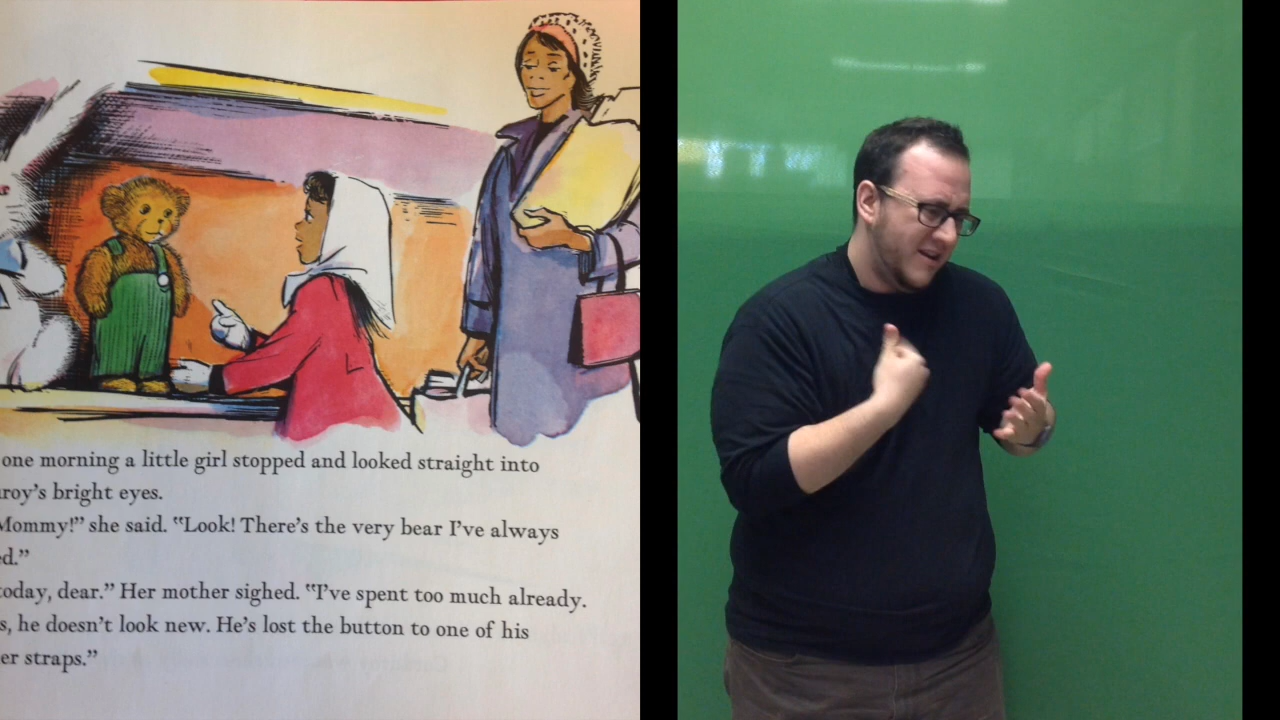 one morning a little girl stopped and looked straight into
roy's bright eyes.
Mommy!” she said. “Look! There's the very bear I've always
ed.”
today, dear.” Her mother sighed. “I've spent too much already.
s, he doesn't look new. He's lost the button to one of his
er straps.”